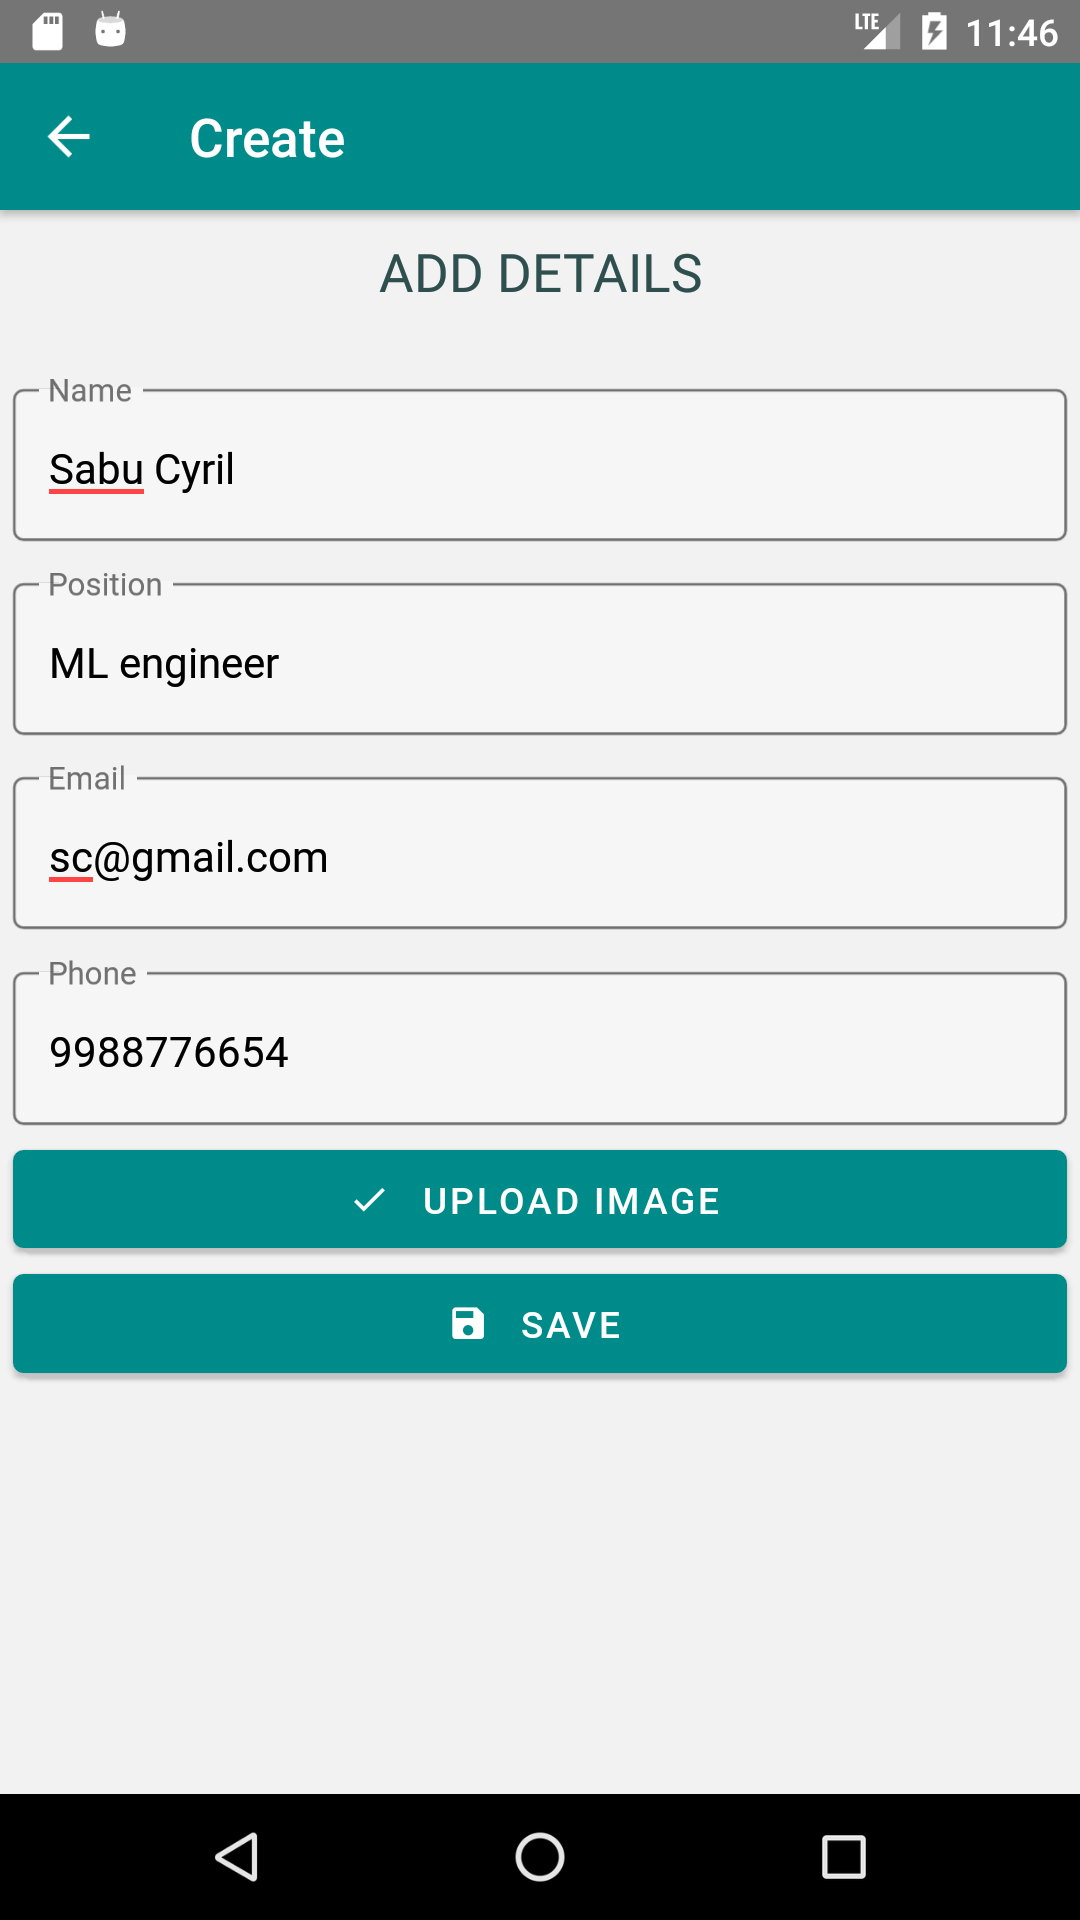 LTE 11:46
Create
ADD DETAILS
Name
Sabu Cyril
Position
ML engineer
Email
sc@gmail.com
Phone
9988776654
UPLOAD IMAGE
SAVE